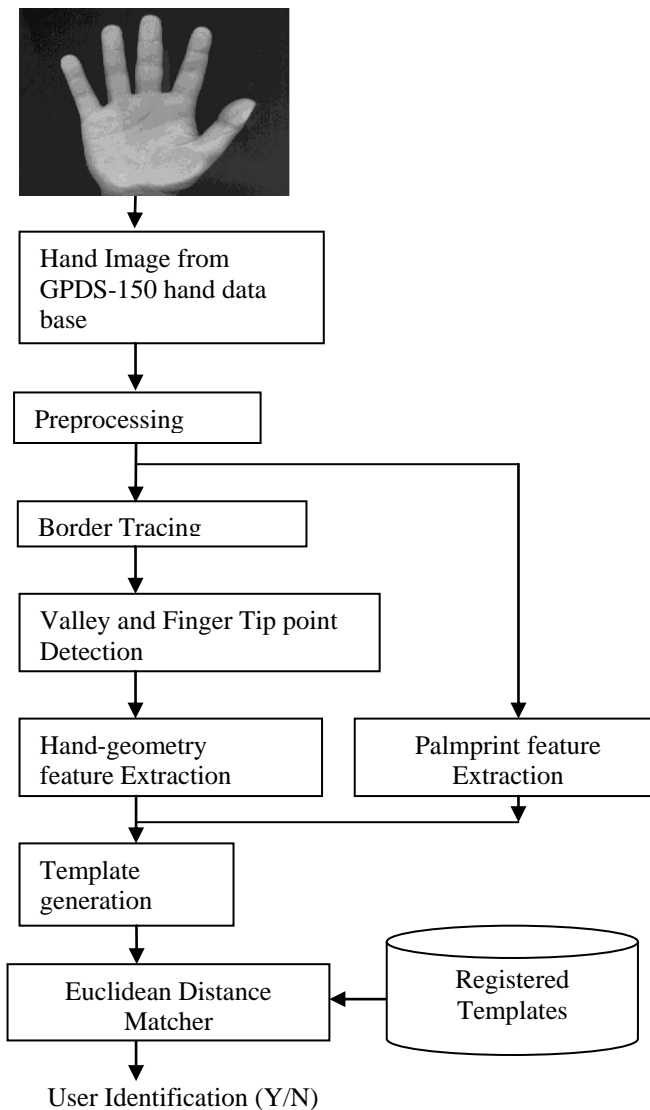 Hand Image from
GPDS-150 hand data
base
Preprocessing
Border Tracing
Valley and Finger Tip point
Detection
Hand-geometry
feature Extraction
Palmprint feature
Extraction
Template
generation
Euclidean Distance
Matcher
Registered
Templates
User Identification (Y/N)